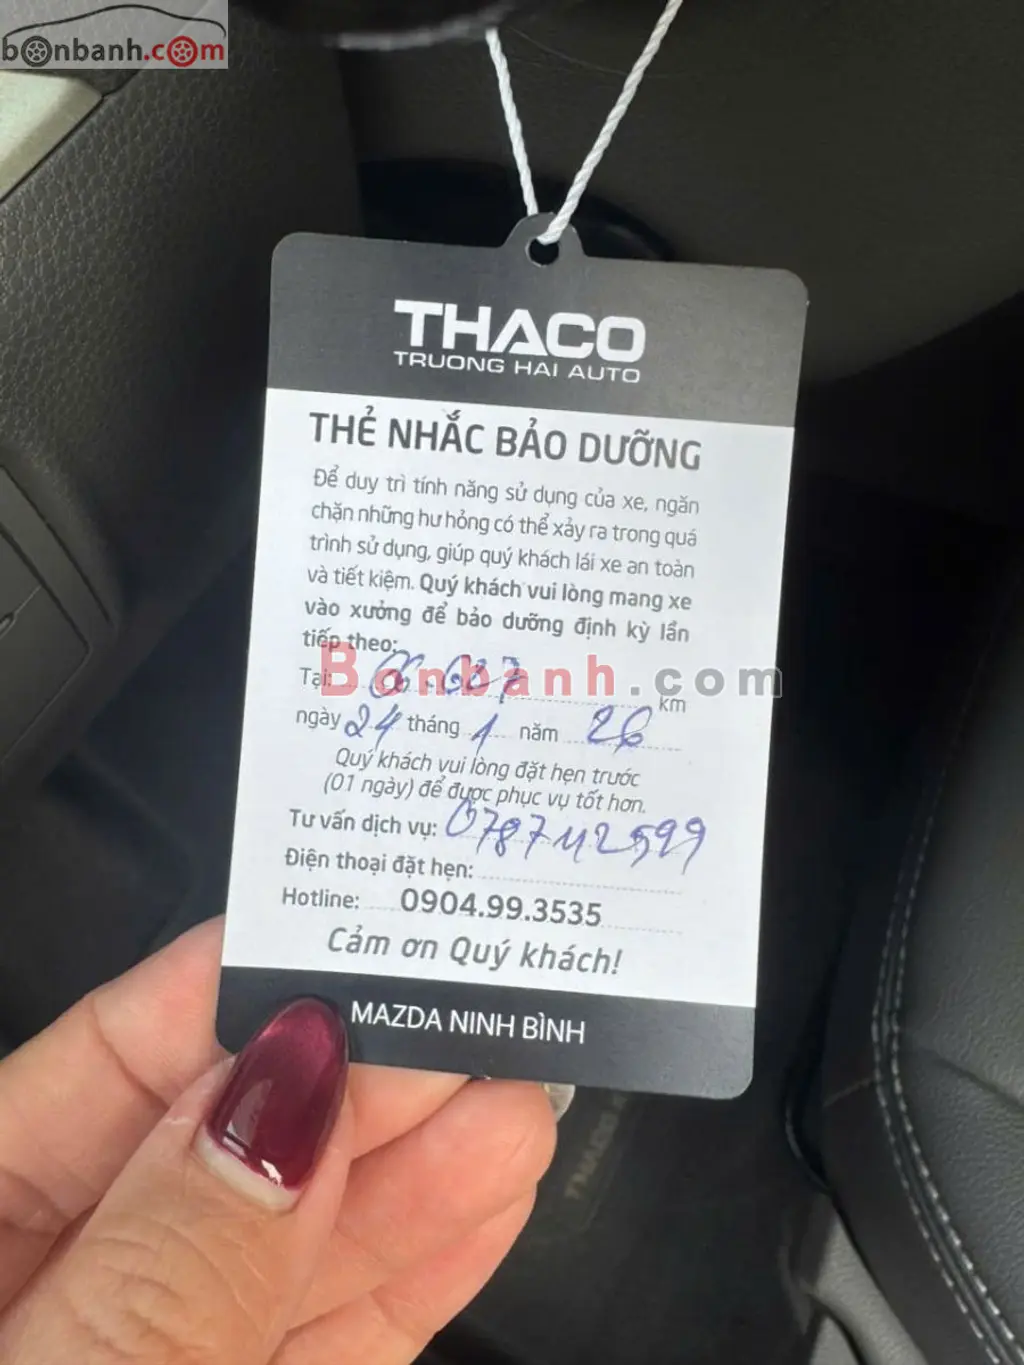 bonbanh.com
THACO
TRUONG HAI AUTO
THẺ NHẮC BẢO DƯỠNG
Để duy trì tính năng sử dụng của xe, ngăn
chặn những hư hỏng có thể xảy ra trong quá
trình sử dụng, giúp quý khách lái xe an toàn
và tiết kiệm. Quý khách vui lòng mang xe
vào xưởng để bảo dưỡng định kỳ lần
tiếp theo:
Bonbanh.com
Tại: km
ngày 24 tháng 1 năm 26
Quý khách vui lòng đặt hẹn trước
(01 ngày) để được phục vụ tốt hơn.
Tư vấn dịch vụ: 0787112599
Điện thoại đặt hẹn:
Hotline: 0904.99.3535
Cảm ơn Quý khách!
MAZDA NINH BÌNH